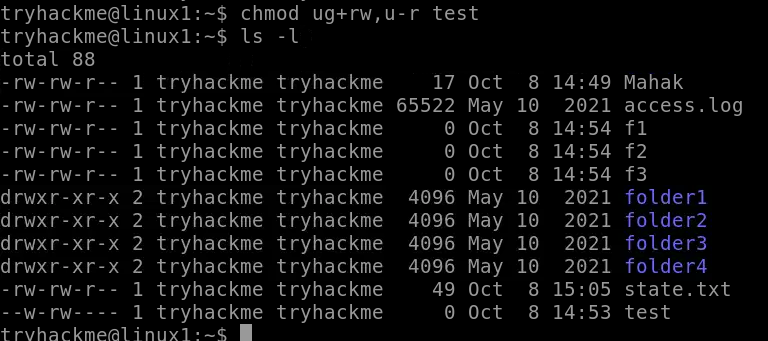 tryhackme@linux1:~$ chmod ug+rw,u-r test
tryhackme@linux1:~$ ls -l
total 88
-rw-rw-r-- 1 tryhackme tryhackme    17 Oct  8 14:49 Mahak
-rw-rw-r-- 1 tryhackme tryhackme 65522 May 10  2021 access.log
-rw-rw-r-- 1 tryhackme tryhackme     0 Oct  8 14:54 f1
-rw-rw-r-- 1 tryhackme tryhackme     0 Oct  8 14:54 f2
-rw-rw-r-- 1 tryhackme tryhackme     0 Oct  8 14:54 f3
drwxr-xr-x 2 tryhackme tryhackme  4096 May 10  2021 folder1
drwxr-xr-x 2 tryhackme tryhackme  4096 May 10  2021 folder2
drwxr-xr-x 2 tryhackme tryhackme  4096 May 10  2021 folder3
drwxr-xr-x 2 tryhackme tryhackme  4096 May 10  2021 folder4
-rw-rw-r-- 1 tryhackme tryhackme    49 Oct  8 15:05 state.txt
--w-rw---- 1 tryhackme tryhackme     0 Oct  8 14:53 test
tryhackme@linux1:~$